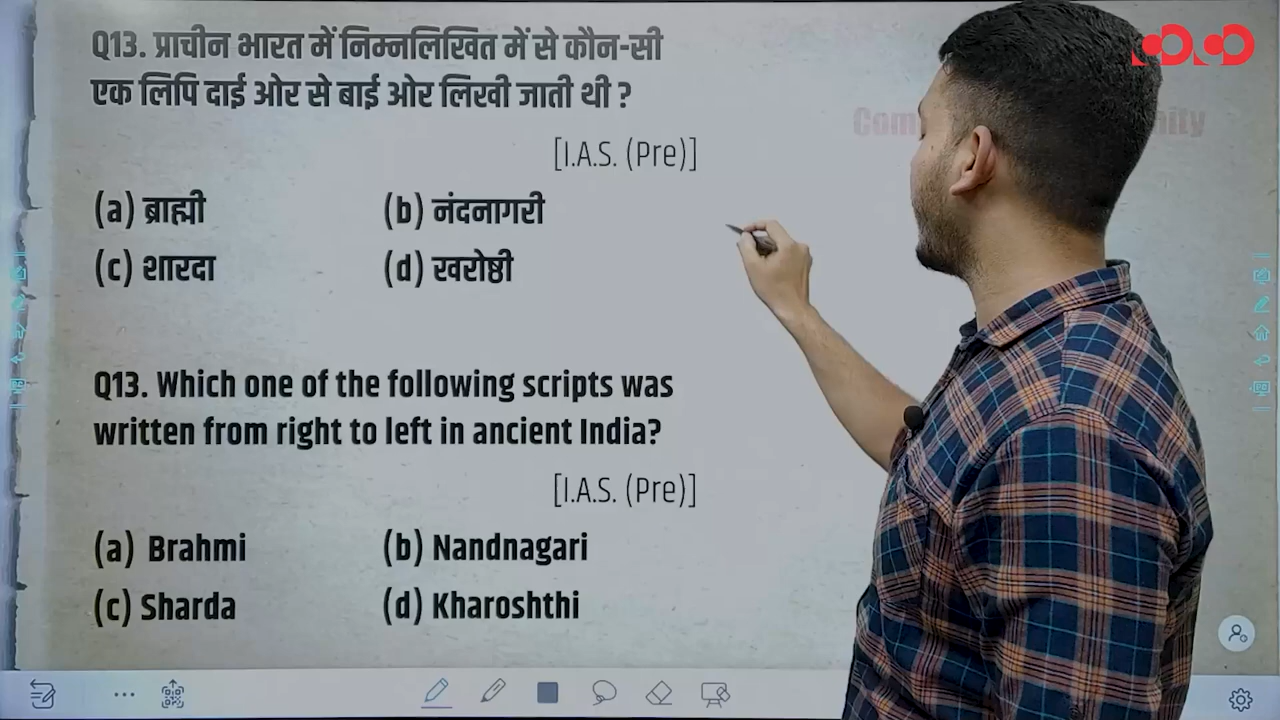 Q13. प्राचीन भारत में निम्नलिखित में से कौन-सी
एक लिपि दाई ओर से बाई ओर लिखी जाती थी ?
[I.A.S. (Pre)]
(a) ब्राह्मी (b) नंदनागरी
(c) शारदा (d) खरोष्ठी
Q13. Which one of the following scripts was
written from right to left in ancient India?
[I.A.S. (Pre)]
(a) Brahmi (b) Nandnagari
(c) Sharda (d) Kharoshthi